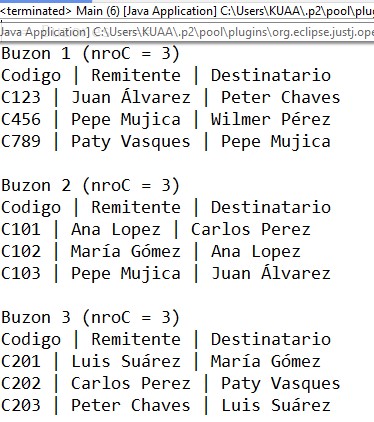 <terminated> Main (6) [Java Application] C:\Users\KUAA\.p2\pool\plug
Java Application] C:\Users\KUAA\.p2\pool\plugins\org.eclipse.justj.ope
Buzon 1 (nroC = 3)
Codigo | Remitente | Destinatario
C123 | Juan Álvarez | Peter Chaves
C456 | Pepe Mujica | Wilmer Pérez
C789 | Paty Vasques | Pepe Mujica
Buzon 2 (nroC = 3)
Codigo | Remitente | Destinatario
C101 | Ana Lopez | Carlos Perez
C102 | María Gómez | Ana Lopez
C103 | Pepe Mujica | Juan Álvarez
Buzon 3 (nroC = 3)
Codigo | Remitente | Destinatario
C201 | Luis Suárez | María Gómez
C202 | Carlos Perez | Paty Vasques
C203 | Peter Chaves | Luis Suárez